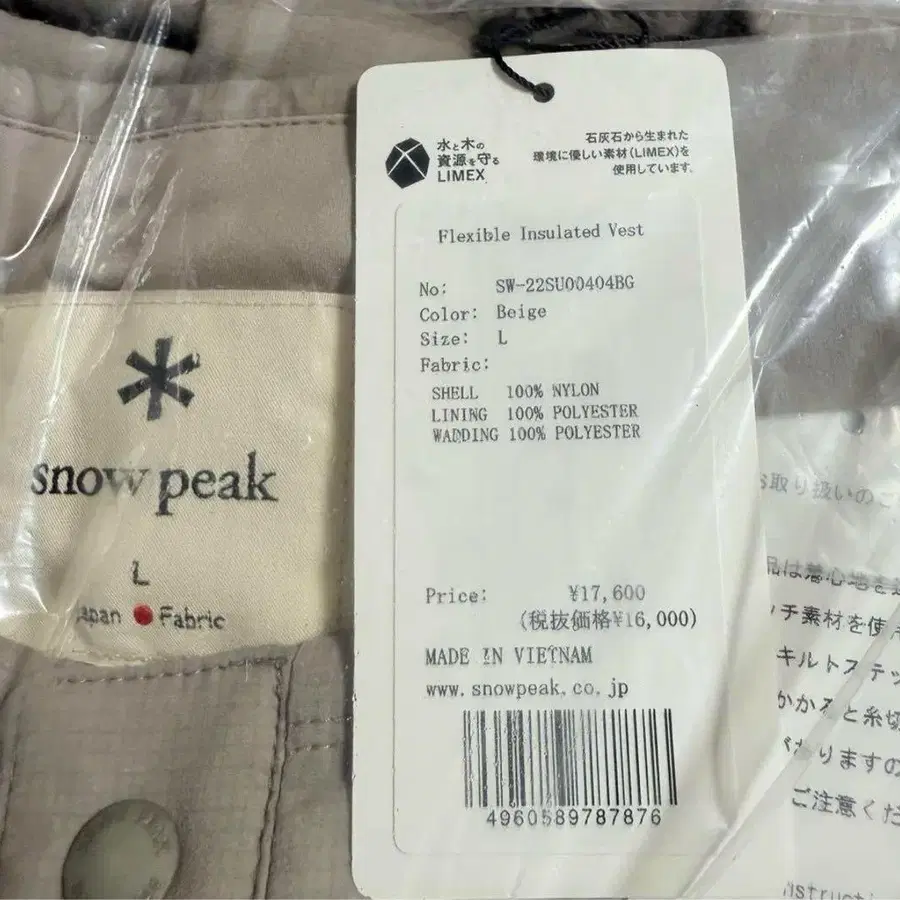 水と木の
資源を守る
LIMEX
石灰石から生まれた
環境に優しい素材(LIMEX)を
使用しています。
Flexible Insulated Vest
No: SW-22SU00404BG
Color: Beige
Size: L
Fabric:
SHELL 100% NYLON
LINING 100% POLYESTER
WADDING 100% POLYESTER
Price: ¥17,600
(税抜価格¥16,000)
MADE IN VIETNAM
www.snowpeak.co.jp
4960589787876
snow peak
L
Japan Fabric
お取り扱いのご
品は着心地を
ッチ素材を使
キルトステッ
かかると糸切
がありますの
ご注意くだ